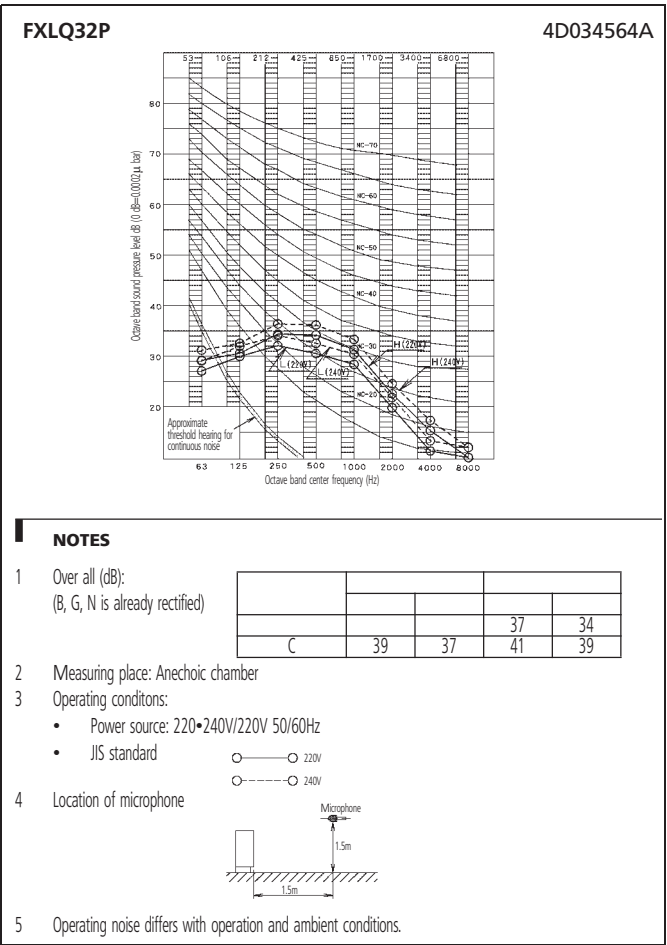 FXLQ32P 4D034564A
53 106 212 425 850 1700 3400 6800
Octave band sound pressure level dB (0 dB=0.0002μ bar)
80
70
60
50
40
30
20
NC-70
NC-60
NC-50
NC-40
NC-30
NC-20
H(220V)
H(240V)
L(220V)
L(240V)
Approximate
threshold hearing for
continuous noise
63 125 250 500 1000 2000 4000 8000
Octave band center frequency (Hz)
NOTES
1 Over all (dB):
(B, G, N is already rectified)
37 34
C 39 37 41 39
2 Measuring place: Anechoic chamber
3 Operating conditons:
• Power source: 220•240V/220V 50/60Hz
• JIS standard
220V
240V
4 Location of microphone
Microphone
1.5m
1.5m
5 Operating noise differs with operation and ambient conditions.